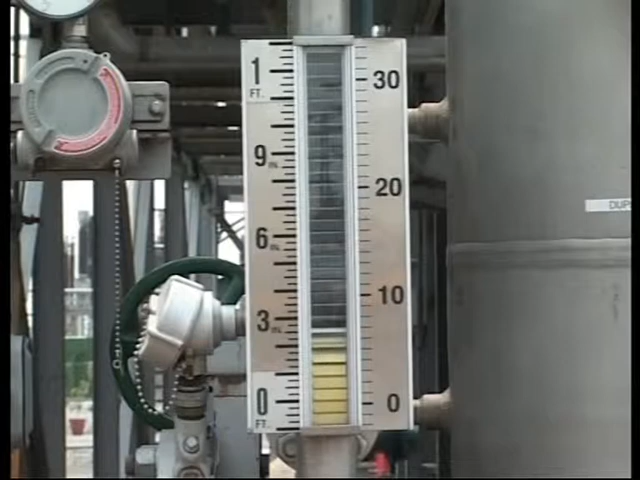 1 FT. 30
9 IN.
20
6 IN.
10
3 IN.
0 FT. 0
DUP